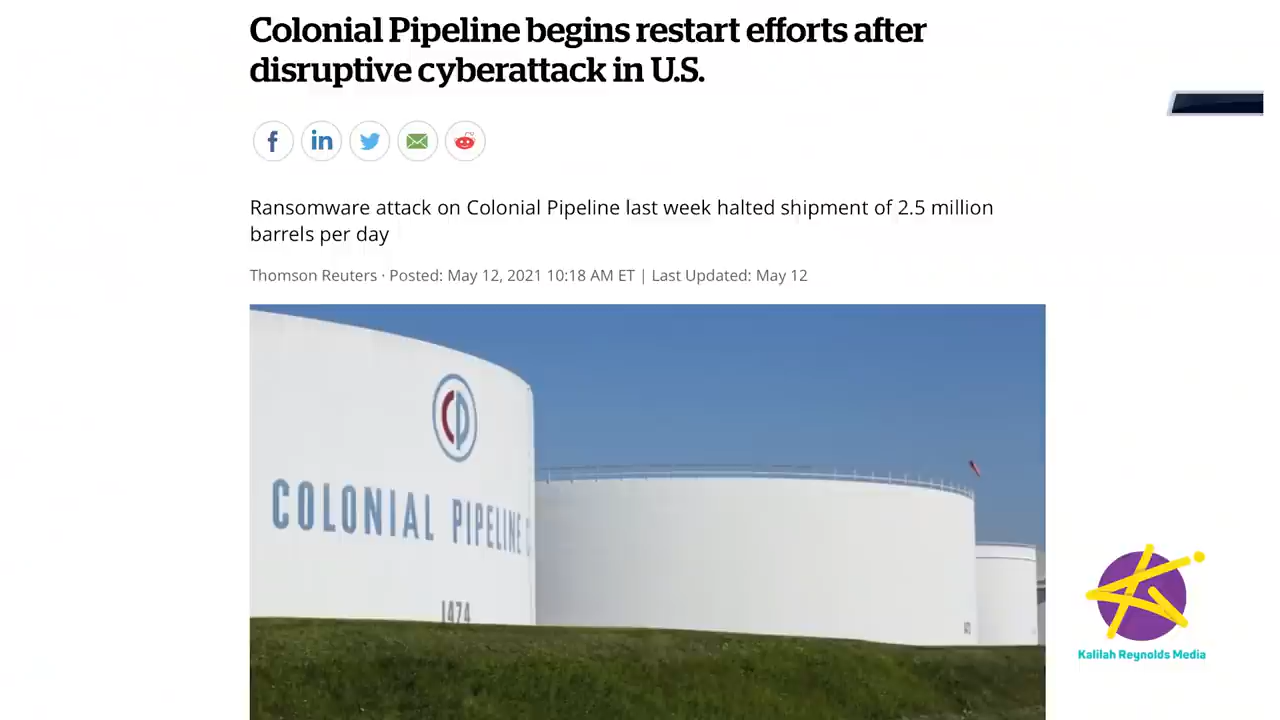 Colonial Pipeline begins restart efforts after
disruptive cyberattack in U.S.
f
in
Ransomware attack on Colonial Pipeline last week halted shipment of 2.5 million
barrels per day
Thomson Reuters · Posted: May 12, 2021 10:18 AM ET | Last Updated: May 12
CP
COLONIAL PIPELINE C
1474
Kalilah Reynolds Media